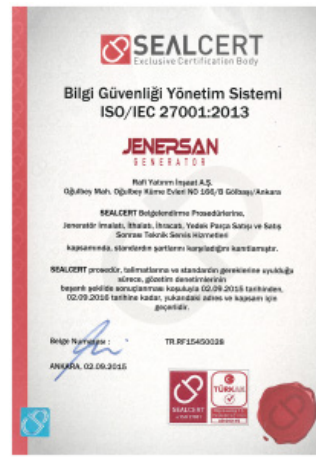 SEALCERT
Exclusive Certification Body
Bilgi Güvenliği Yönetim Sistemi
ISO/IEC 27001:2013
JENERSAN
GENERATOR
Rafi Yatırım İnşaat A.Ş.
Oğulbey Mah. Oğulbey Küme Evleri NO 166/B Gölbaşı/Ankara
SEALCERT Belgelendirme Prosedürlerine,
Jeneratör İmalatı, İthalatı, İhracatı, Yedek Parça Satışı ve Satış
Sonrası Teknik Servis Hizmetleri
kapsamında, standardın şartlarını karşıladığını kanıtlamıştır.
SEALCERT prosedür, talimatlarına ve standardın gereklerine uyulduğu
sürece, gözetim denetimlerinin
başarılı şekilde sonuçlanması koşuluyla 02.09.2015 tarihinden,
02.09.2016 tarihine kadar, yukarıdaki adres ve kapsam için
geçerlidir.
Belge Numarası : TR.RF15450028
ANKARA, 02.09.2015
SEALCERT
TÜRKAK